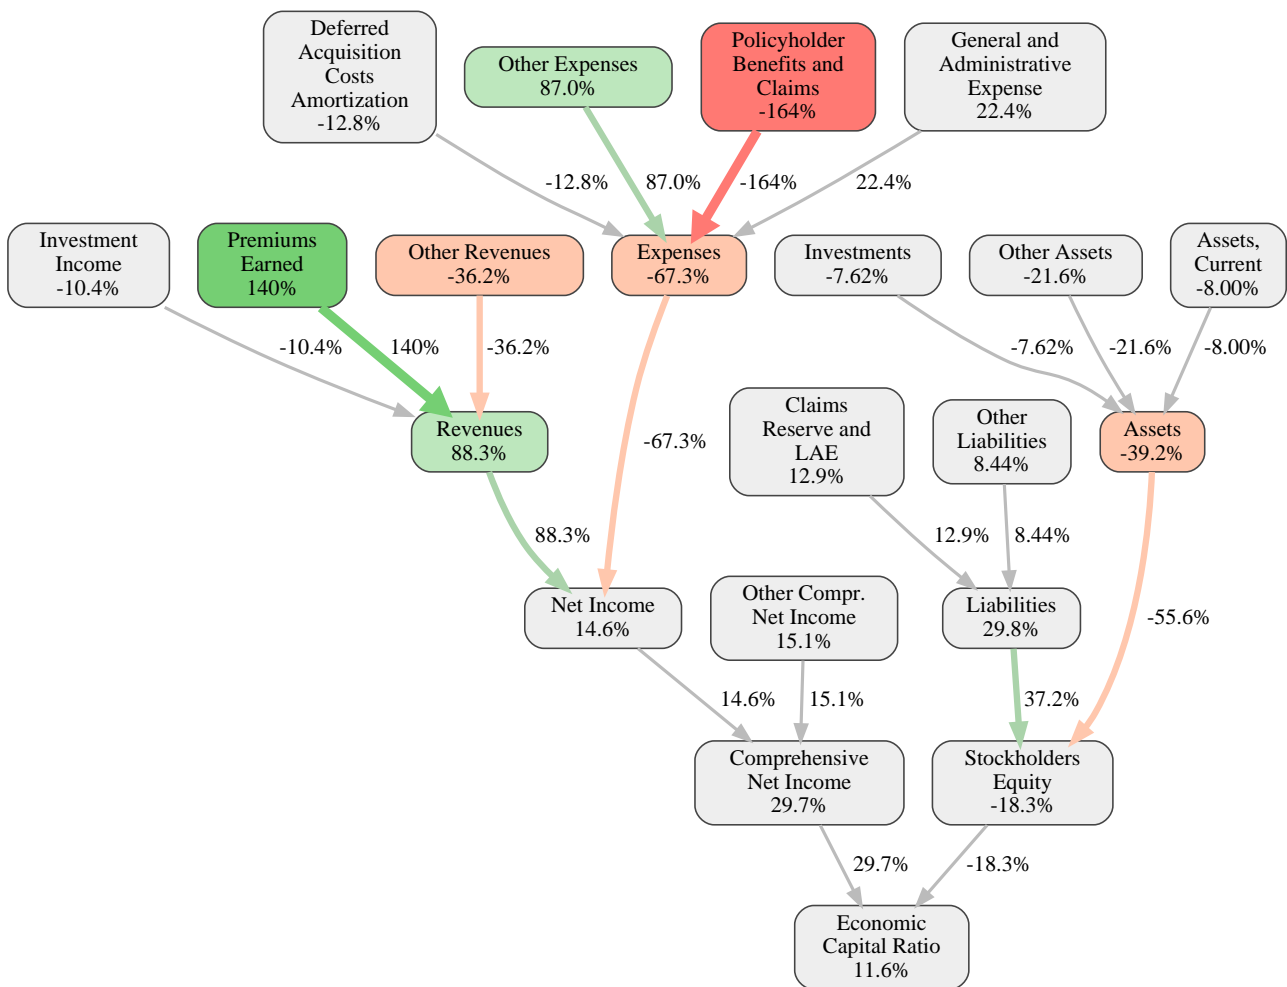 Deferred
Acquisition
Costs
Amortization
-12.8%
Other Expenses
87.0%
Policyholder
Benefits and
Claims
-164%
General and
Administrative
Expense
22.4%
-12.8%
87.0%
-164%
22.4%
Investment
Income
-10.4%
Premiums
Earned
140%
Other Revenues
-36.2%
Expenses
-67.3%
Investments
-7.62%
Other Assets
-21.6%
Assets,
Current
-8.00%
-10.4%
140%
-36.2%
-67.3%
-7.62%
-21.6%
-8.00%
Revenues
88.3%
Claims
Reserve and
LAE
12.9%
Other
Liabilities
8.44%
Assets
-39.2%
88.3%
12.9%
8.44%
-55.6%
Net Income
14.6%
Other Compr.
Net Income
15.1%
Liabilities
29.8%
14.6%
15.1%
37.2%
Comprehensive
Net Income
29.7%
Stockholders
Equity
-18.3%
29.7%
-18.3%
Economic
Capital Ratio
11.6%